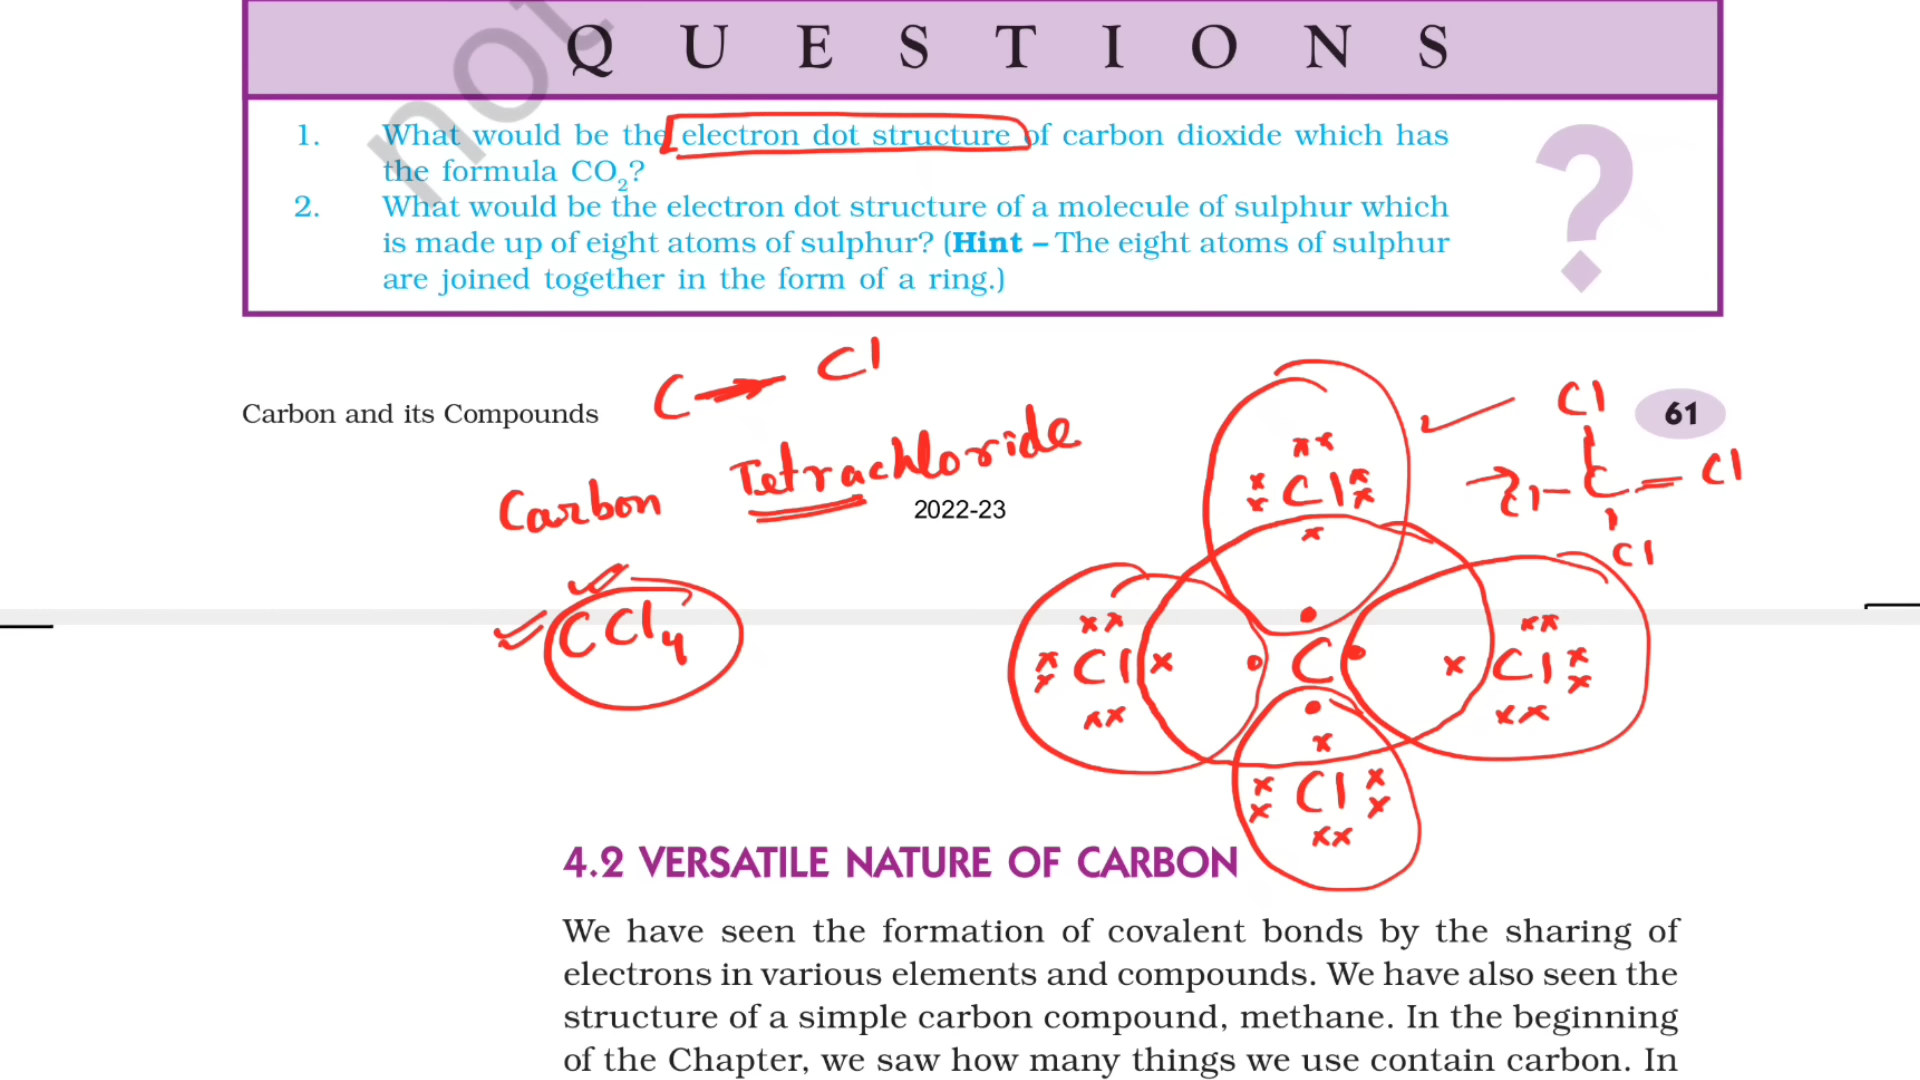 not
Q U E S T I O N S
1. What would be the electron dot structure of carbon dioxide which has
the formula CO2?
2. What would be the electron dot structure of a molecule of sulphur which
is made up of eight atoms of sulphur? (Hint – The eight atoms of sulphur
are joined together in the form of a ring.)
?
C → Cl
Carbon and its Compounds
61
Carbon Tetrachloride
2022-23
CCl4
Cl
C
Cl
Cl
Cl
Cl C Cl
Cl
4.2 VERSATILE NATURE OF CARBON
We have seen the formation of covalent bonds by the sharing of
electrons in various elements and compounds. We have also seen the
structure of a simple carbon compound, methane. In the beginning
of the Chapter, we saw how many things we use contain carbon. In